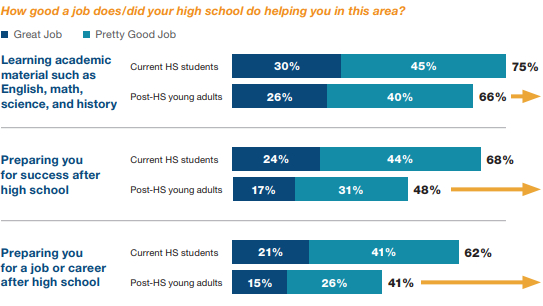 How good a job does/did your high school do helping you in this area?
Great Job Pretty Good Job
Learning academic
material such as
English, math,
science, and history
Current HS students 30% 45% 75%
Post-HS young adults 26% 40% 66%
Preparing you
for success after
high school
Current HS students 24% 44% 68%
Post-HS young adults 17% 31% 48%
Preparing you
for a job or career
after high school
Current HS students 21% 41% 62%
Post-HS young adults 15% 26% 41%